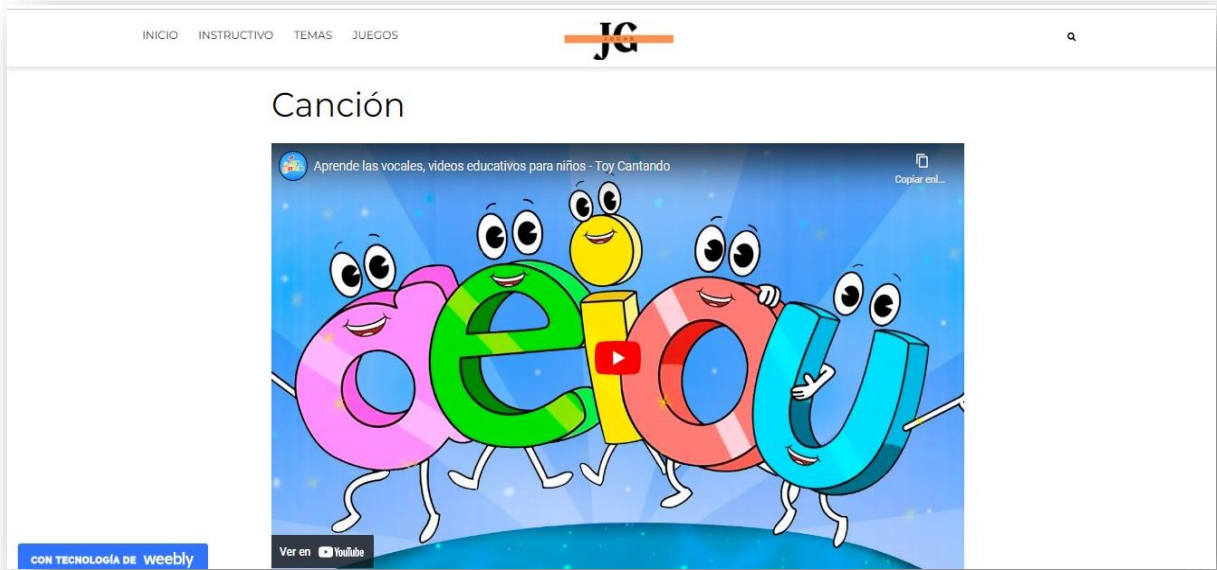 INICIO INSTRUCTIVO TEMAS JUEGOS
JG
JUGAR
Canción
Aprende las vocales, videos educativos para niños - Toy Cantando
Copiar enl...
aeiou
Ver en YouTube
CON TECNOLOGÍA DE weebly